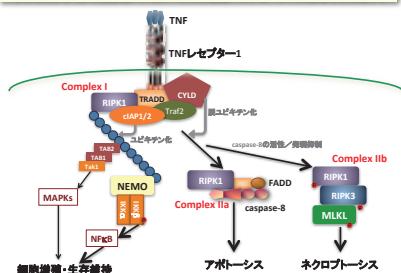 TNF
TNFレセプター1
Complex I
RIPK1
TRADD
CYLD
cIAP1/2
Traf2
脱ユビキチン化
ユビキチン化
caspase-8の活性/発現抑制
TAB2
TAB1
Tak1
Complex IIb
NEMO
RIPK1
FADD
RIPK1
MAPKs
IKKα
IKKβ
Complex IIa
caspase-8
RIPK3
MLKL
NFκB
細胞増殖・生存維持
アポトーシス
ネクロプトーシス